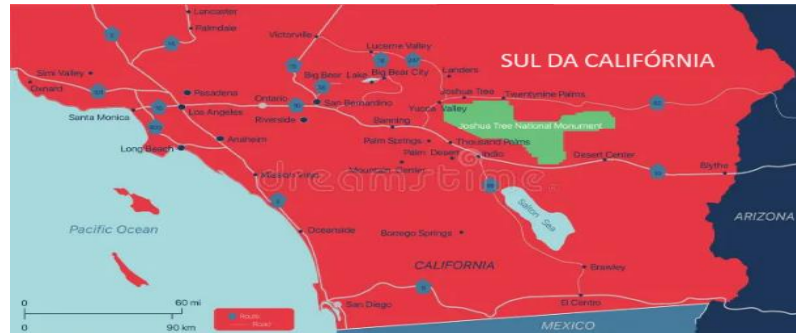 Lancaster
Palmdale
Victorville
Lucerne Valley
SUL DA CALIFÓRNIA
Simi Valley
Oxnard
Pasadena
Big Bear
Lake
Big Bear City
Landers
Joshua Tree
Twentynine Palms
Ontario
Santa Monica
Los Angeles
San Bernardino
Yucca Valley
Riverside
Banning
Joshua Tree National Monument
Anaheim
Long Beach
Palm Springs
Thousand Palms
Palm Desert
Indio
Mountain Center
Desert Center
Blythe
dreamstime
Mission Viejo
Salton Sea
ARIZONA
Pacific Ocean
Oceanside
Borrego Springs
CALIFORNIA
Brawley
El Centro
San Diego
0 60 mi
0 90 km
Route
Road
MEXICO